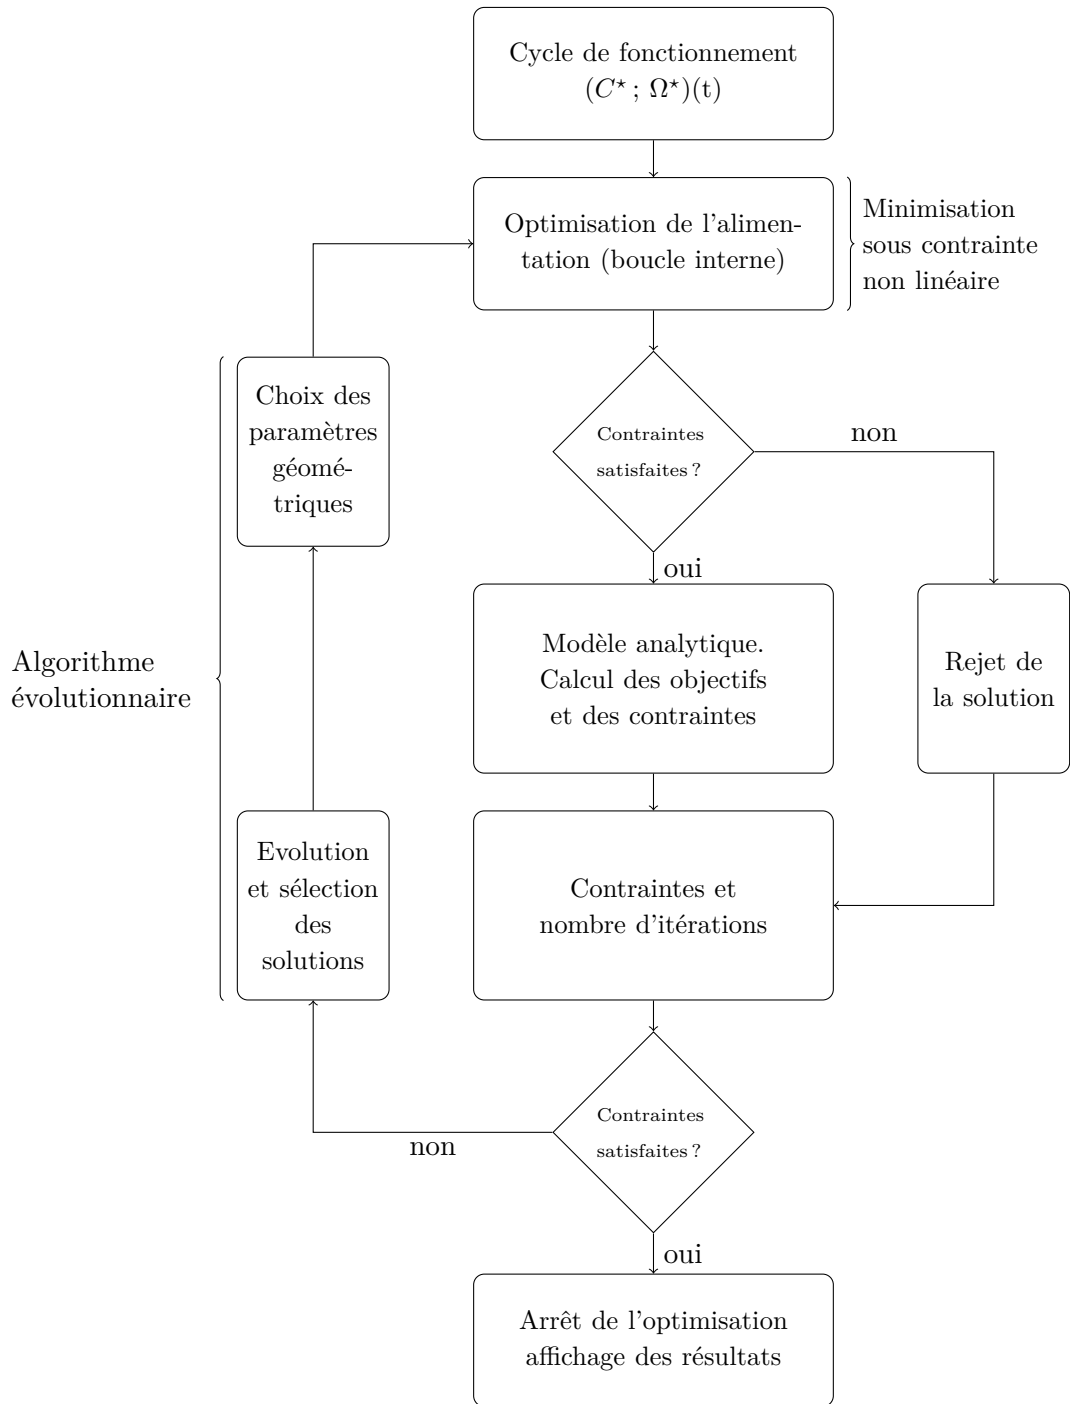 Cycle de fonctionnement
(C⋆ ; Ω⋆)(t)
Optimisation de l'alimen-
tation (boucle interne)
Minimisation
sous contrainte
non linéaire
Choix des
paramètres
géomé-
triques
Contraintes
satisfaites ?
non
oui
Modèle analytique.
Calcul des objectifs
et des contraintes
Rejet de
la solution
Algorithme
évolutionnaire
Evolution
et sélection
des
solutions
Contraintes et
nombre d'itérations
Contraintes
satisfaites ?
non
oui
Arrêt de l'optimisation
affichage des résultats